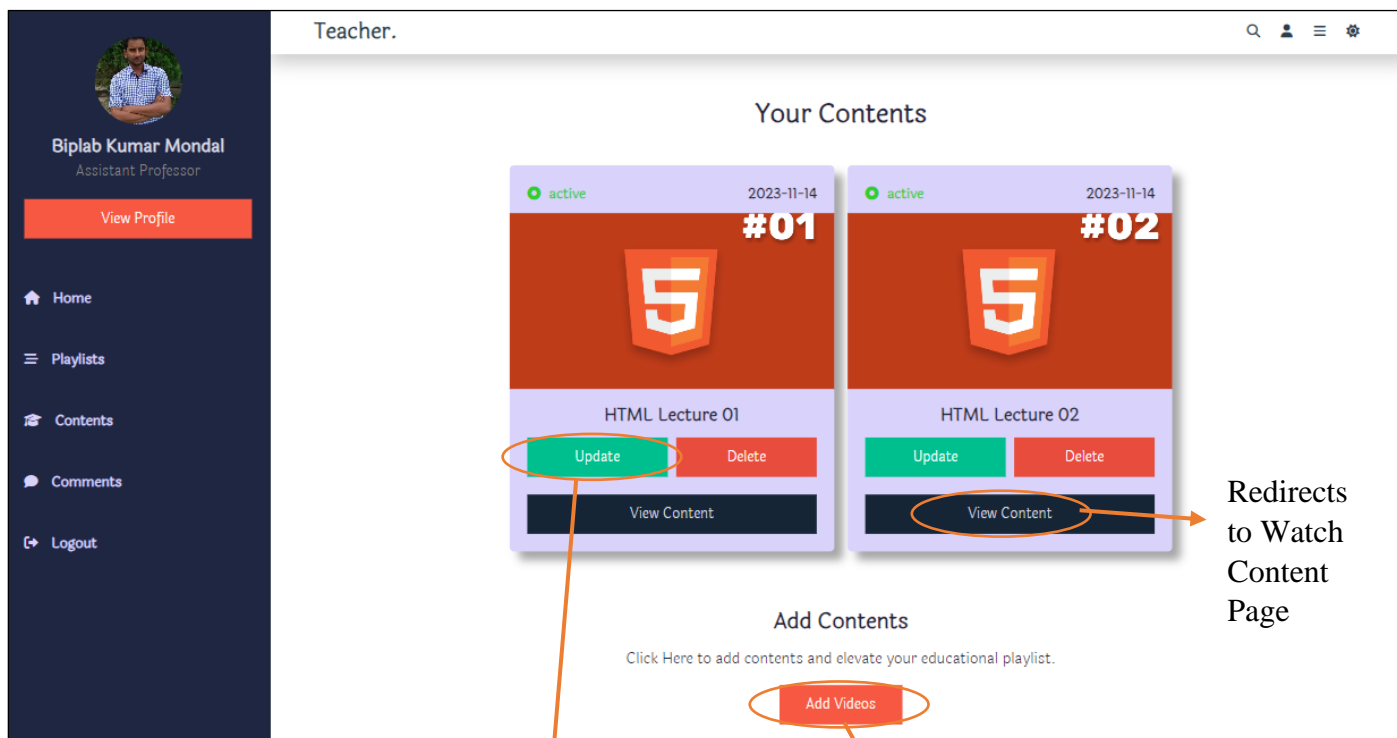 Teacher.
Biplab Kumar Mondal
Assistant Professor
View Profile
Home
Playlists
Contents
Comments
Logout
Your Contents
active 2023-11-14
#01
HTML Lecture 01
Update Delete
View Content
active 2023-11-14
#02
HTML Lecture 02
Update Delete
View Content
Redirects
to Watch
Content
Page
Add Contents
Click Here to add contents and elevate your educational playlist.
Add Videos